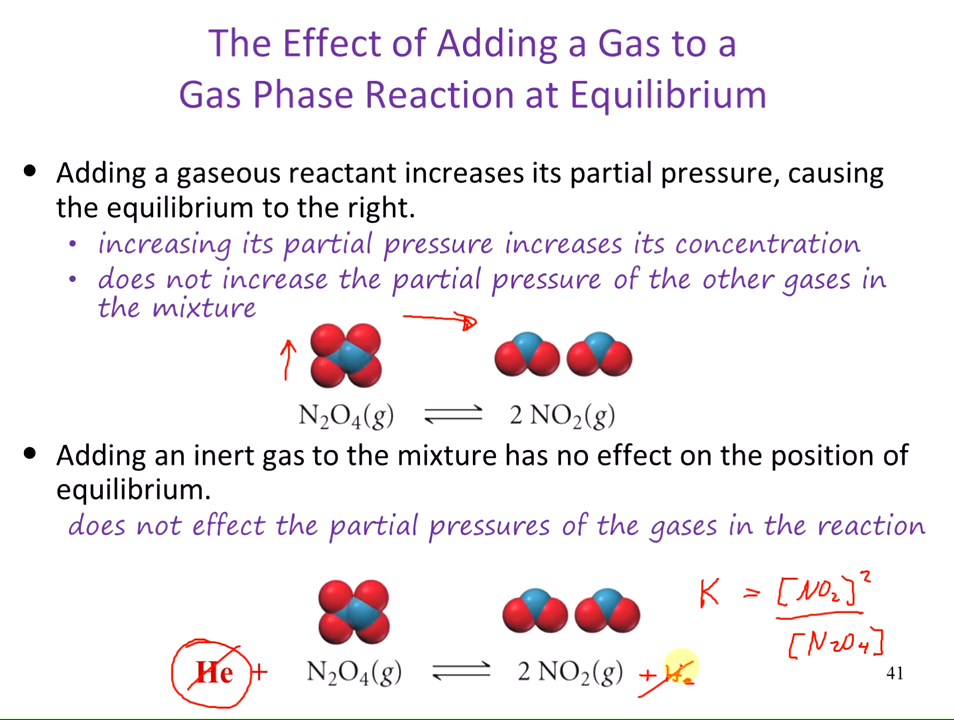 The Effect of Adding a Gas to a
Gas Phase Reaction at Equilibrium
• Adding a gaseous reactant increases its partial pressure, causing
the equilibrium to the right.
• increasing its partial pressure increases its concentration
• does not increase the partial pressure of the other gases in
the mixture
N₂O₄(g) ⇌ 2 NO₂(g)
• Adding an inert gas to the mixture has no effect on the position of
equilibrium.
does not effect the partial pressures of the gases in the reaction
K = [NO₂]²
[N₂O₄]
He + N₂O₄(g) ⇌ 2 NO₂(g) +
41